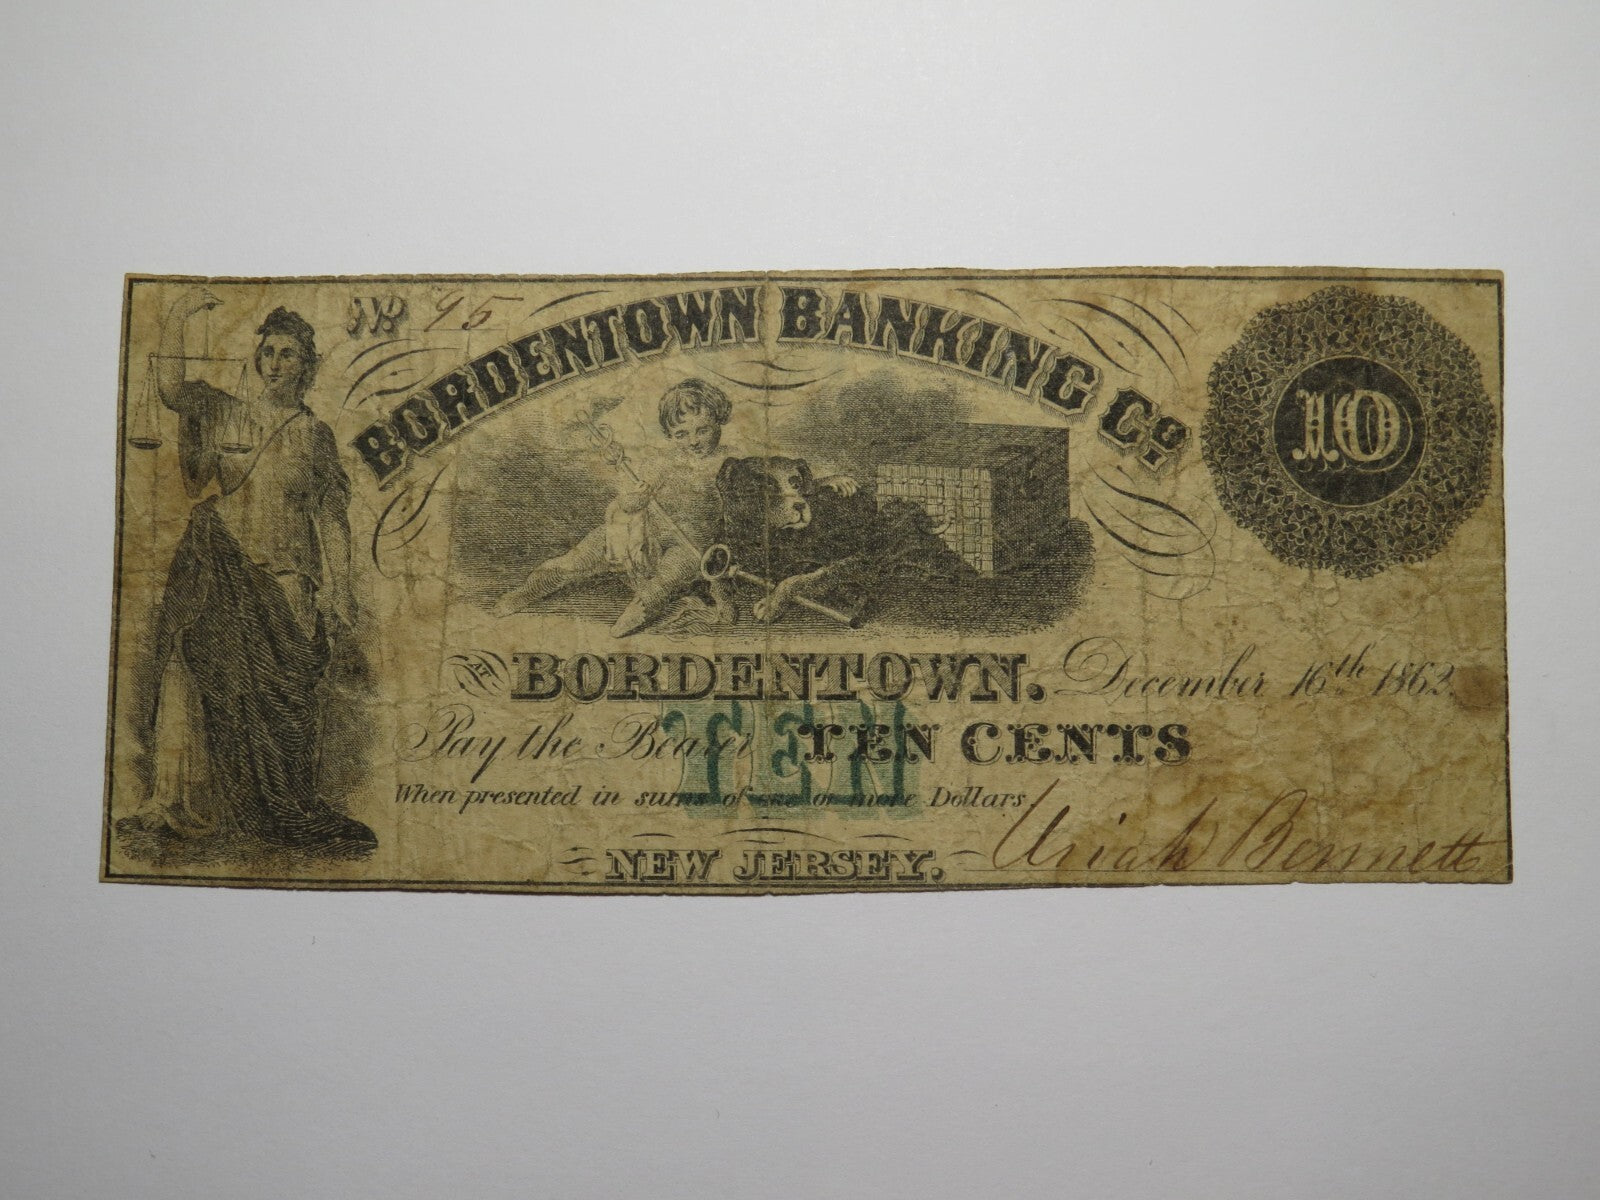 No. 95
BORDENTOWN BANKING Co.
10
AT BORDENTOWN. December 16th 1862.
Pay the Bearer TEN CENTS
TEN
When presented in sums of one or more Dollars.
Uriah Bennett
NEW JERSEY.